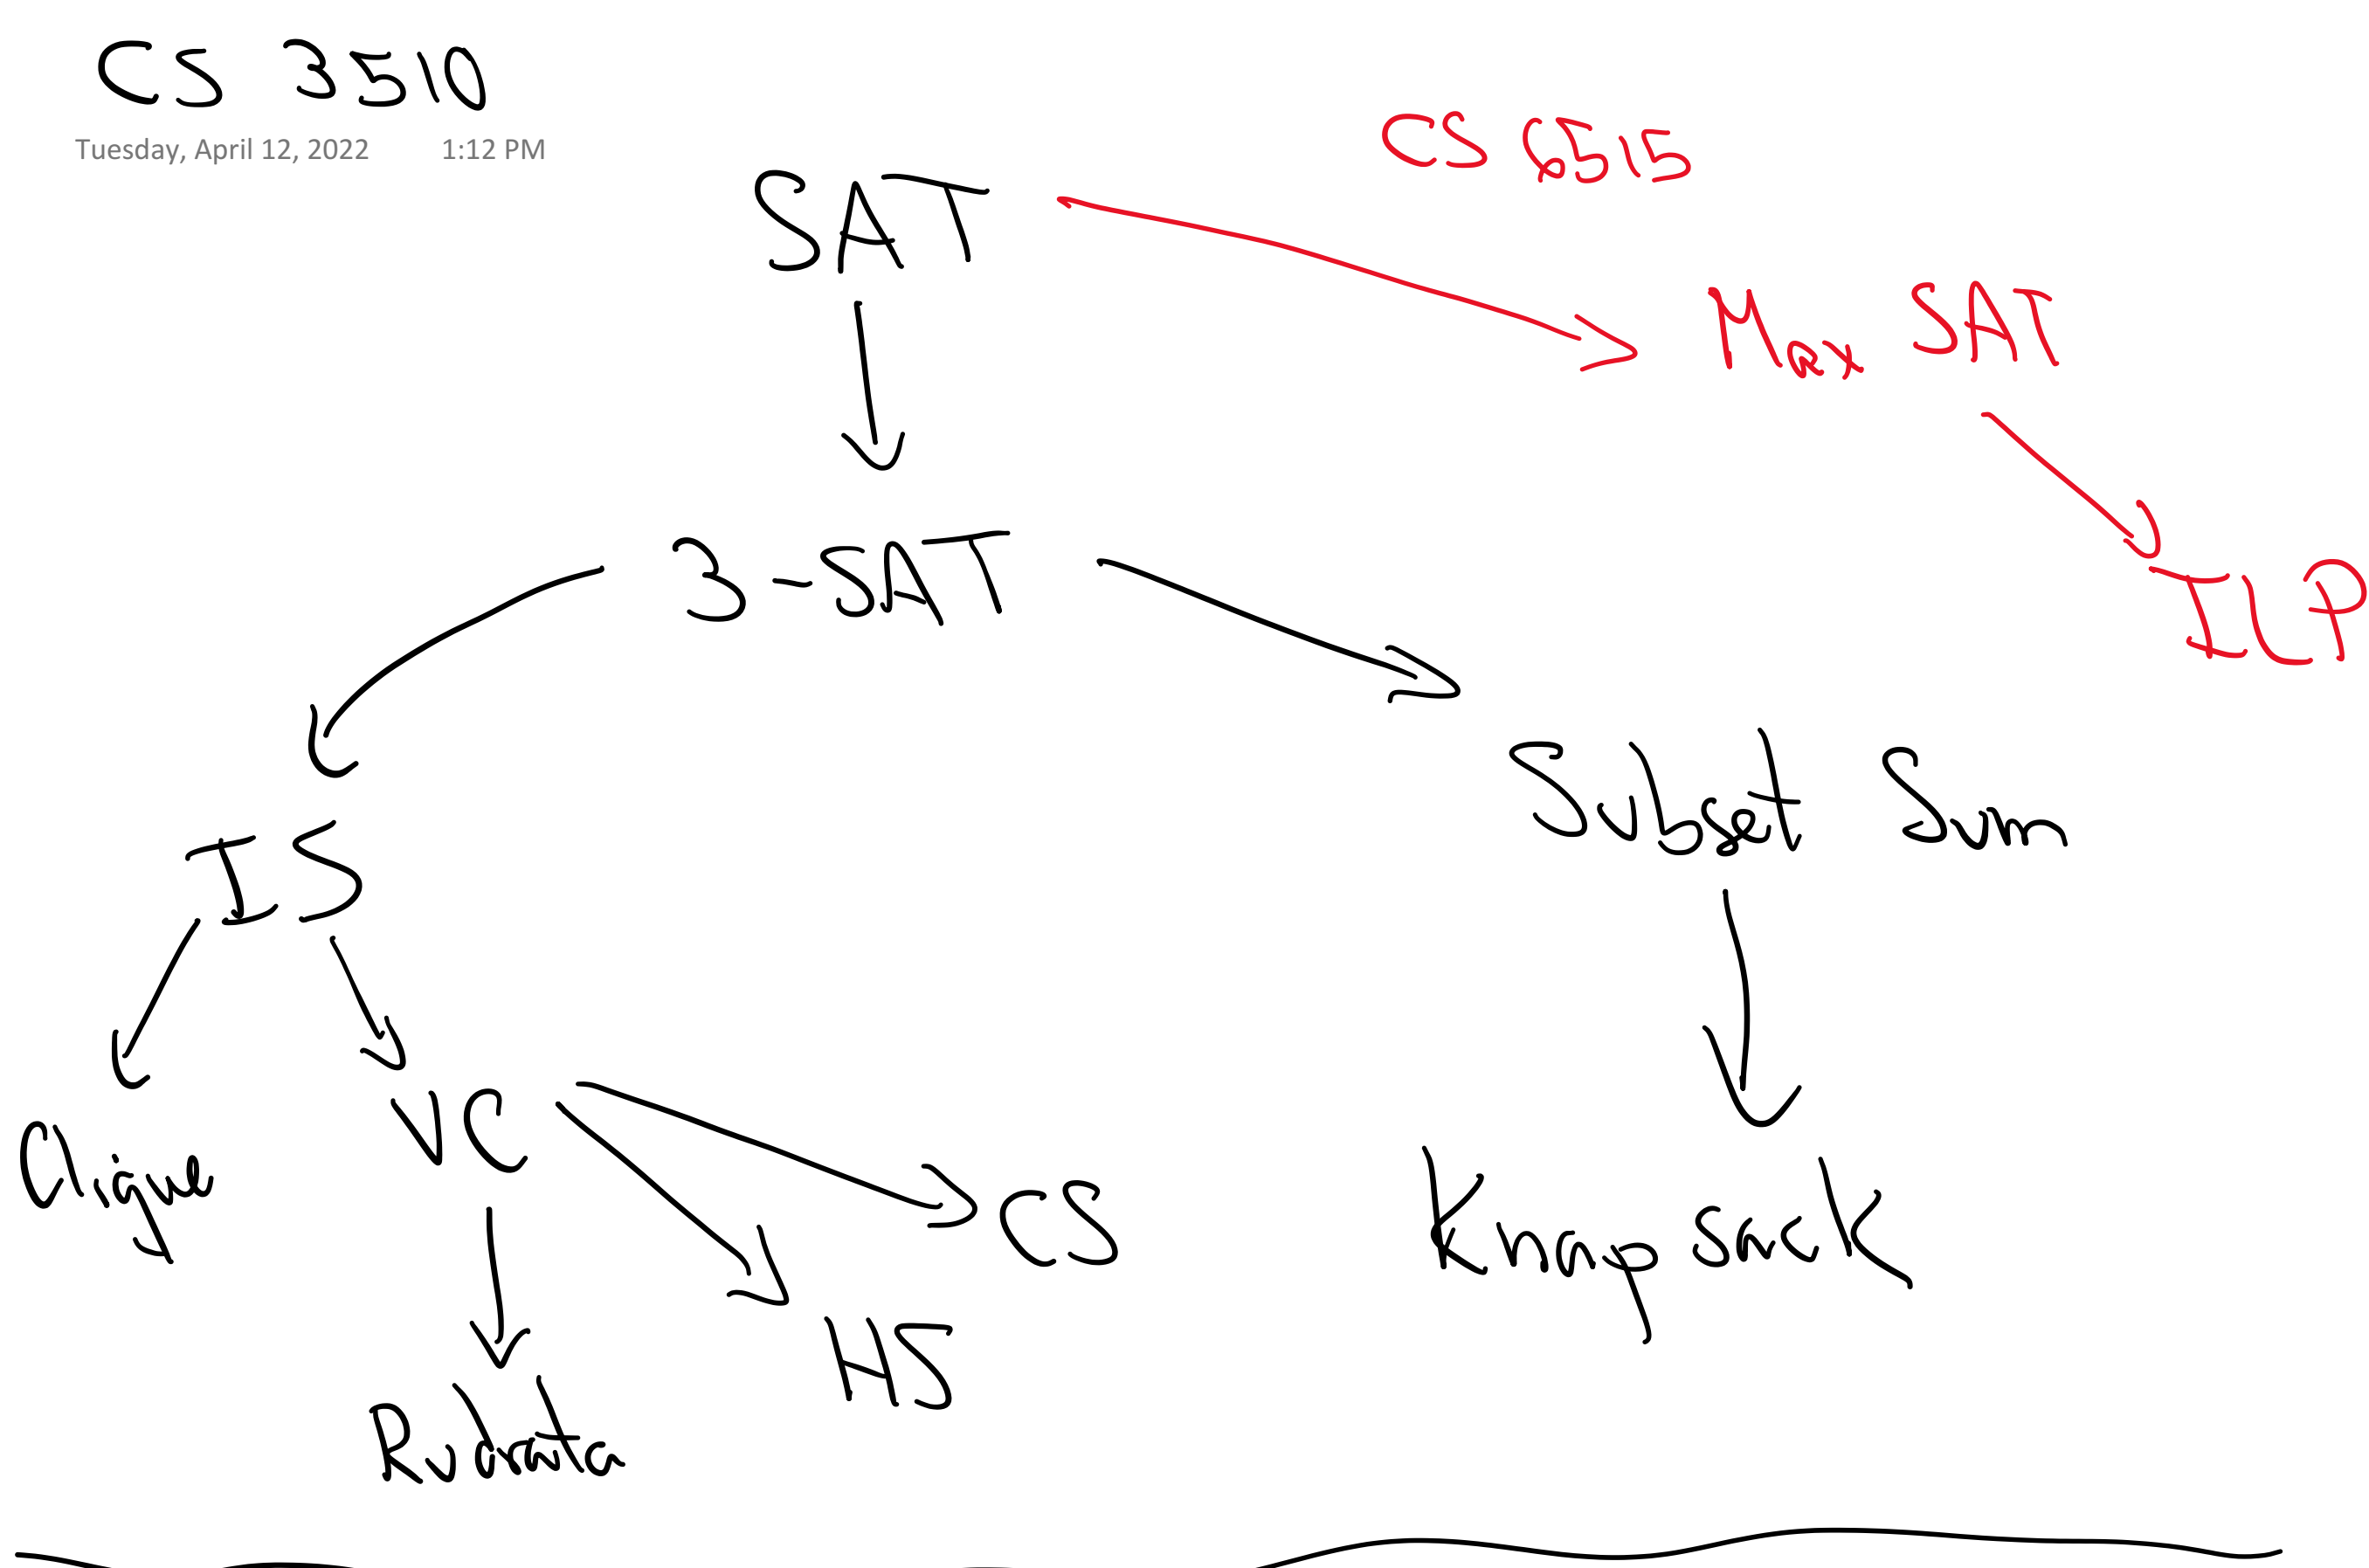 CS 3510
Tuesday, April 12, 2022 1:12 PM
CS 6515
SAT
Max SAT
3-SAT
ILP
Subset Sum
IS
VC
Clique
CS
Knapsack
HS
Rudrata